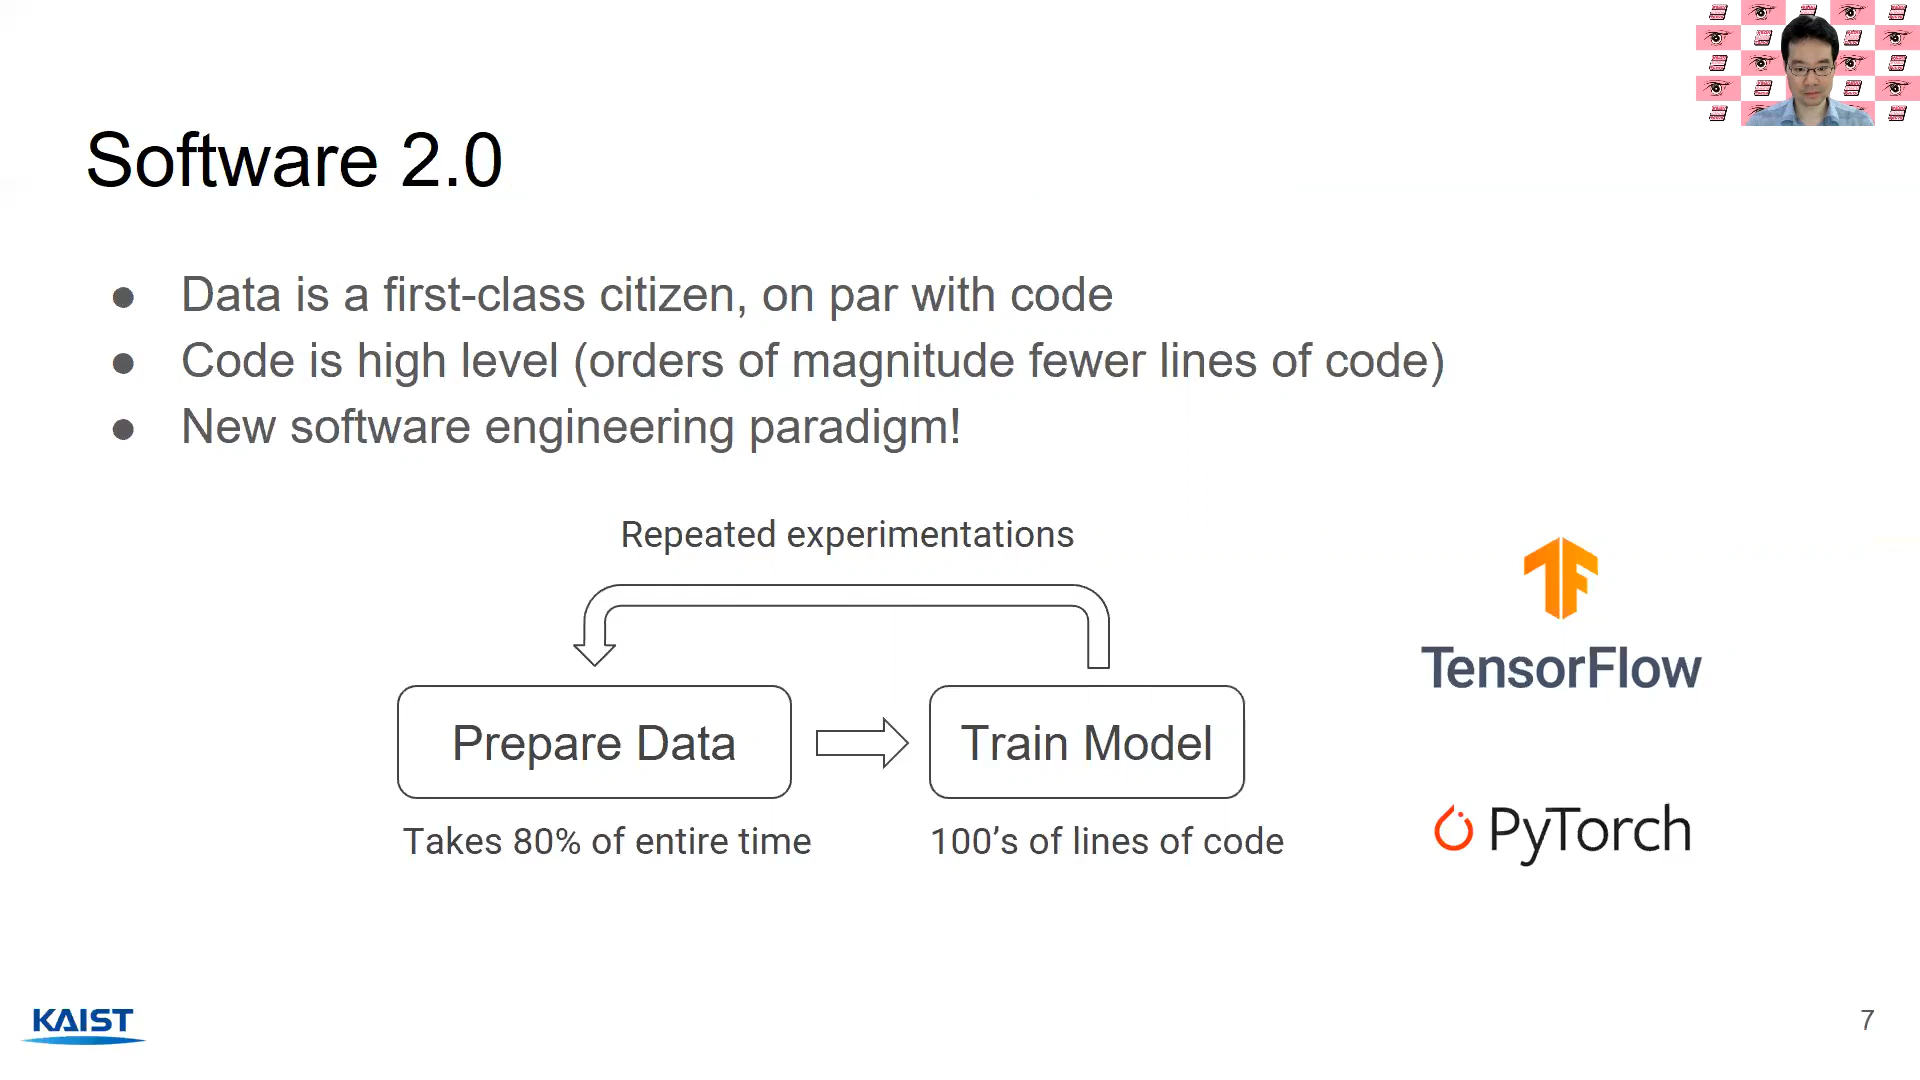 Software 2.0
● Data is a first-class citizen, on par with code
● Code is high level (orders of magnitude fewer lines of code)
● New software engineering paradigm!
Repeated experimentations
Prepare Data
Train Model
Takes 80% of entire time
100’s of lines of code
TensorFlow
PyTorch
KAIST
7